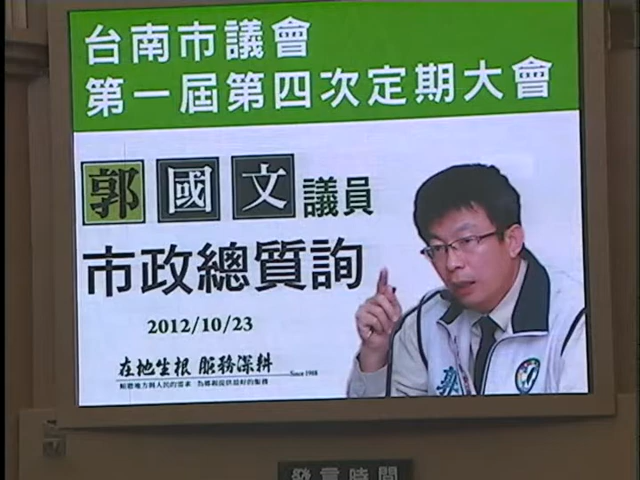 台南市議會
第一屆第四次定期大會
郭國文議員
市政總質詢
2012/10/23
在地生根 服務深耕
Since 1968
郭
發言時間